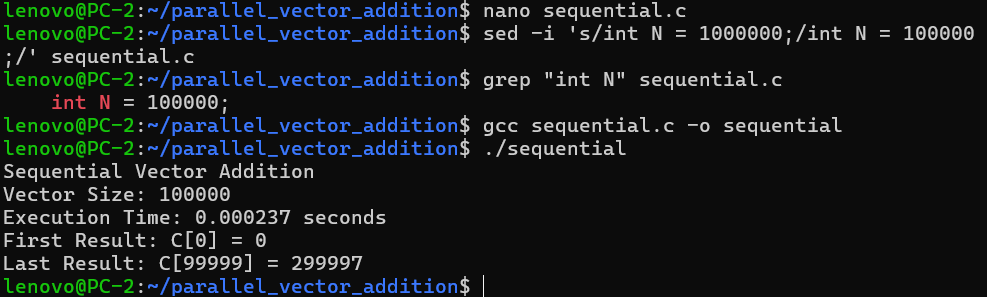 lenovo@PC-2:~/parallel_vector_addition$ nano sequential.c
lenovo@PC-2:~/parallel_vector_addition$ sed -i 's/int N = 1000000;/int N = 100000
;/' sequential.c
lenovo@PC-2:~/parallel_vector_addition$ grep "int N" sequential.c
    int N = 100000;
lenovo@PC-2:~/parallel_vector_addition$ gcc sequential.c -o sequential
lenovo@PC-2:~/parallel_vector_addition$ ./sequential
Sequential Vector Addition
Vector Size: 100000
Execution Time: 0.000237 seconds
First Result: C[0] = 0
Last Result: C[99999] = 299997
lenovo@PC-2:~/parallel_vector_addition$